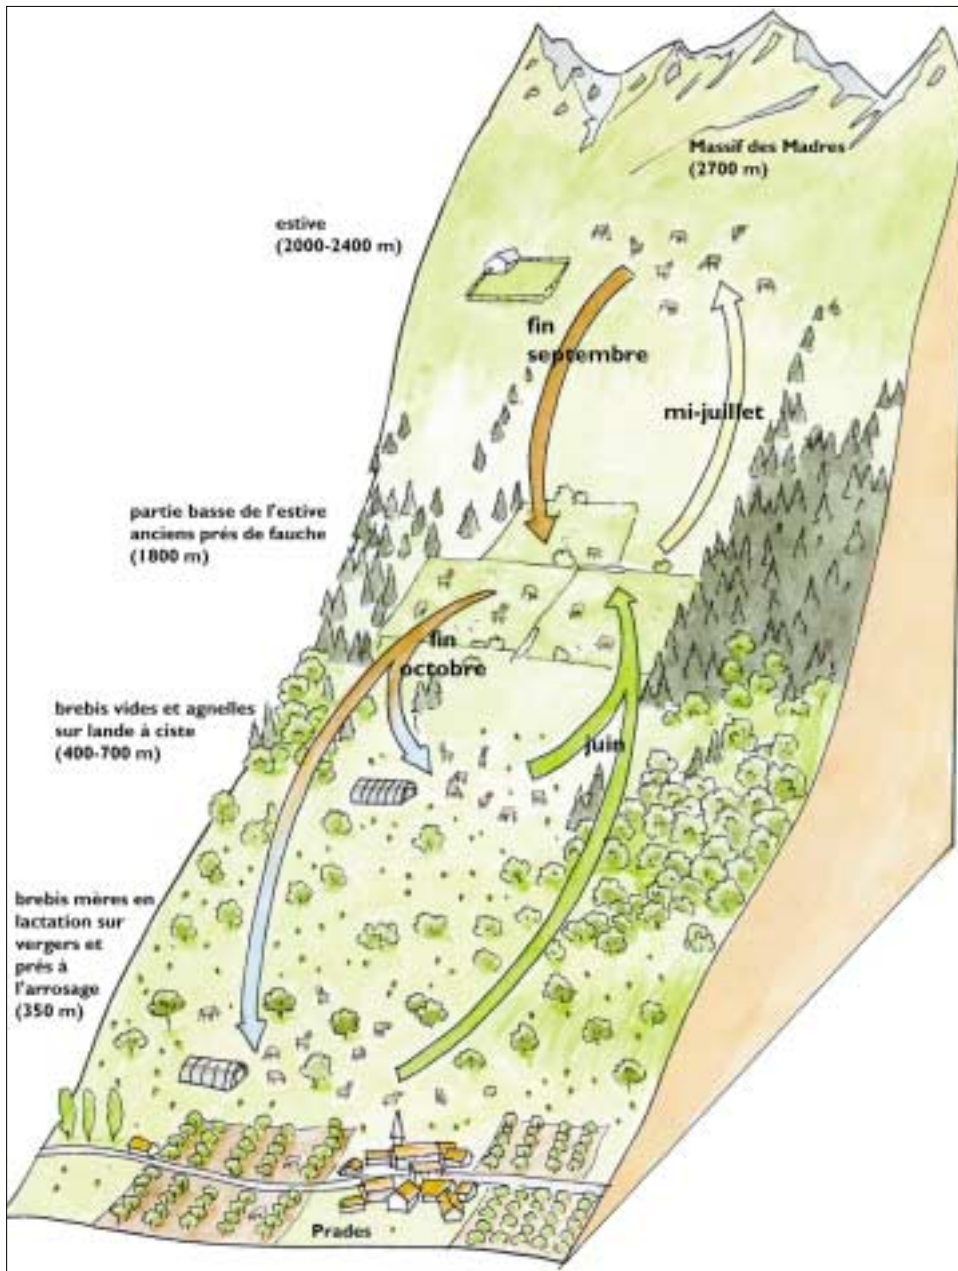 Massif des Madres
(2700 m)
estive
(2000-2400 m)
fin
septembre
mi-juillet
partie basse de l'estive
anciens prés de fauche
(1800 m)
fin
octobre
brebis vides et agnelles
sur lande à ciste
(400-700 m)
juin
brebis mères en
lactation sur
vergers et
prés à
l'arrosage
(350 m)
Prades